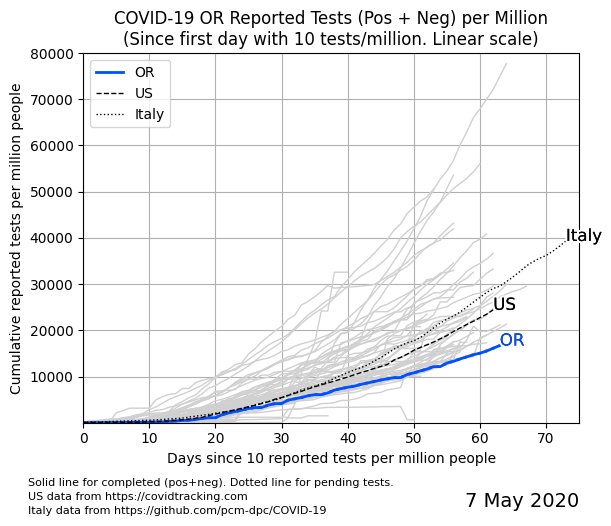 COVID-19 OR Reported Tests (Pos + Neg) per Million
(Since first day with 10 tests/million. Linear scale)
Cumulative reported tests per million people
80000
70000
60000
50000
40000
30000
20000
10000
OR
US
Italy
Italy
US
OR
0 10 20 30 40 50 60 70
Days since 10 reported tests per million people
Solid line for completed (pos+neg). Dotted line for pending tests.
US data from https://covidtracking.com
Italy data from https://github.com/pcm-dpc/COVID-19
7 May 2020